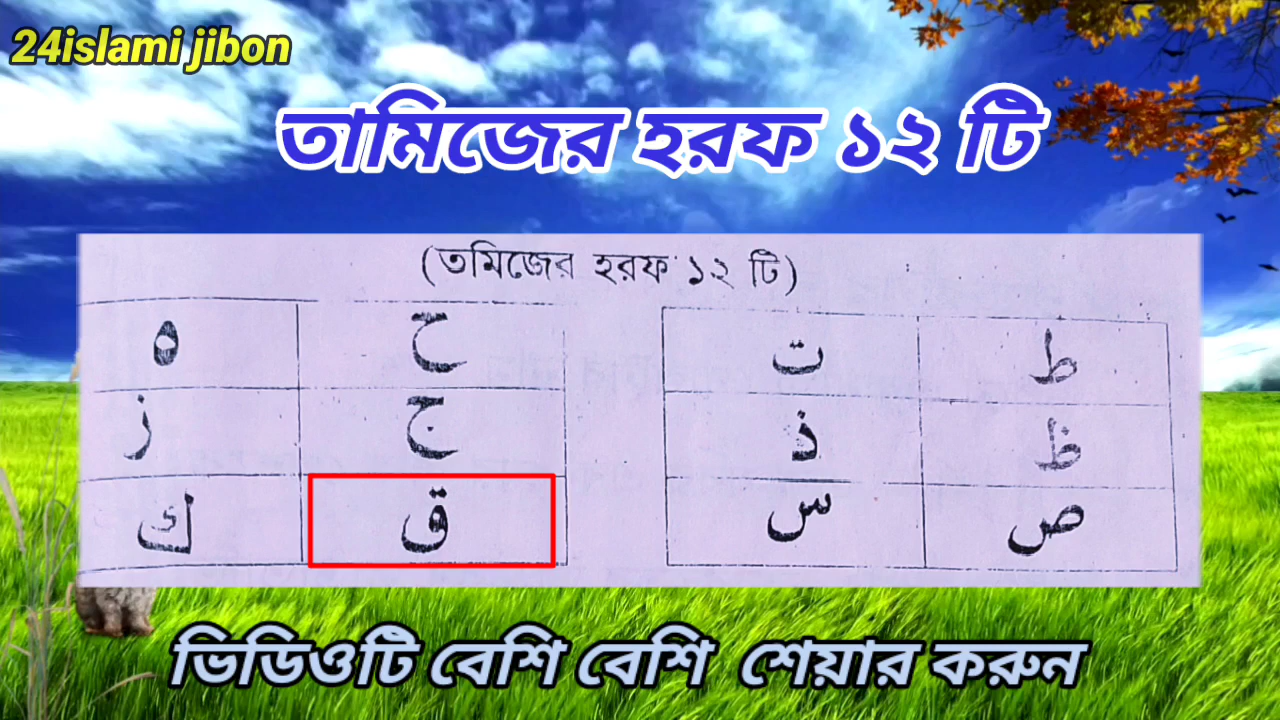 24islami jibon
তামিজের হরফ ১২ টি
(তমিজের হরফ ১২ টি)
ط ت ح ه
ظ ذ ج ز
ص س ق ك
ভিডিওটি বেশি বেশি শেয়ার করুন